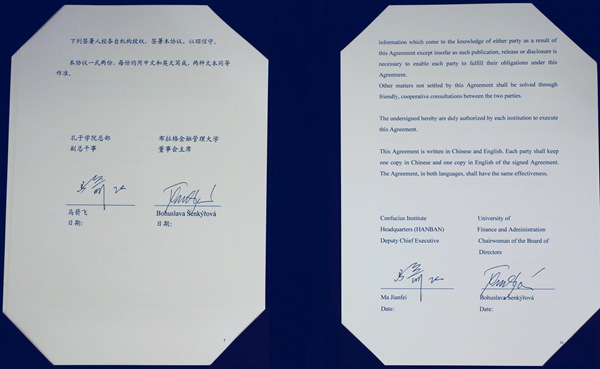 下列签署人经各自机构授权，签署本协议，以昭信守。
本协议一式两份，每份均用中文和英文写成，两种文本同等
作准。
孔子学院总部
布拉格金融管理大学
副总干事
董事会主席
马箭飞
Bohuslava Šenkýřová
日期:
日期:
information which come to the knowledge of either party as a result of
this Agreement except insofar as such publication, release or disclosure is
necessary to enable each party to fulfill their obligations under this
Agreement.
Other matters not settled by this Agreement shall be solved through
friendly, cooperative consultations between the two parties.
The undersigned hereby are duly authorized by each institution to execute
this Agreement.
This Agreement is written in Chinese and English. Each party shall keep
one copy in Chinese and one copy in English of the signed Agreement.
The Agreement, in both languages, shall have the same effectiveness.
Confucius Institute
University of
Headquarters (HANBAN)
Finance and Administration
Deputy Chief Executive
Chairwoman of the Board of
Directors
Ma Jianfei
Bohuslava Šenkýřová
Date:
Date: